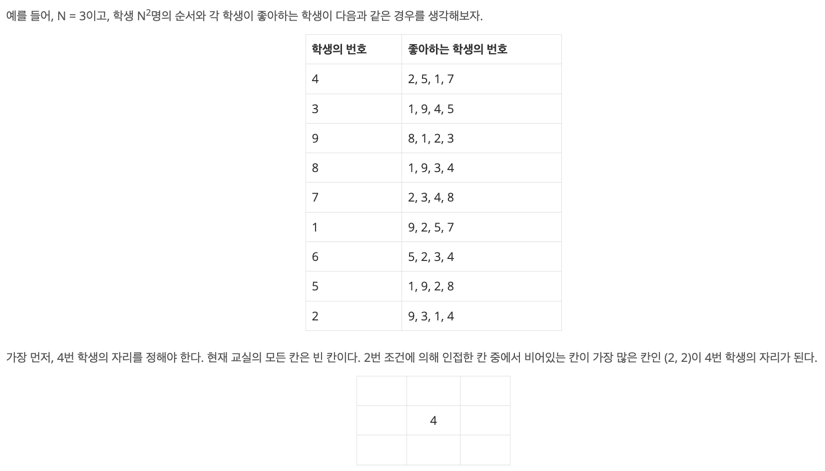 예를 들어, N = 3이고, 학생 N²명의 순서와 각 학생이 좋아하는 학생이 다음과 같은 경우를 생각해보자.
학생의 번호 좋아하는 학생의 번호
4 2, 5, 1, 7
3 1, 9, 4, 5
9 8, 1, 2, 3
8 1, 9, 3, 4
7 2, 3, 4, 8
1 9, 2, 5, 7
6 5, 2, 3, 4
5 1, 9, 2, 8
2 9, 3, 1, 4
가장 먼저, 4번 학생의 자리를 정해야 한다. 현재 교실의 모든 칸은 빈 칸이다. 2번 조건에 의해 인접한 칸 중에서 비어있는 칸이 가장 많은 칸인 (2, 2)이 4번 학생의 자리가 된다.
4